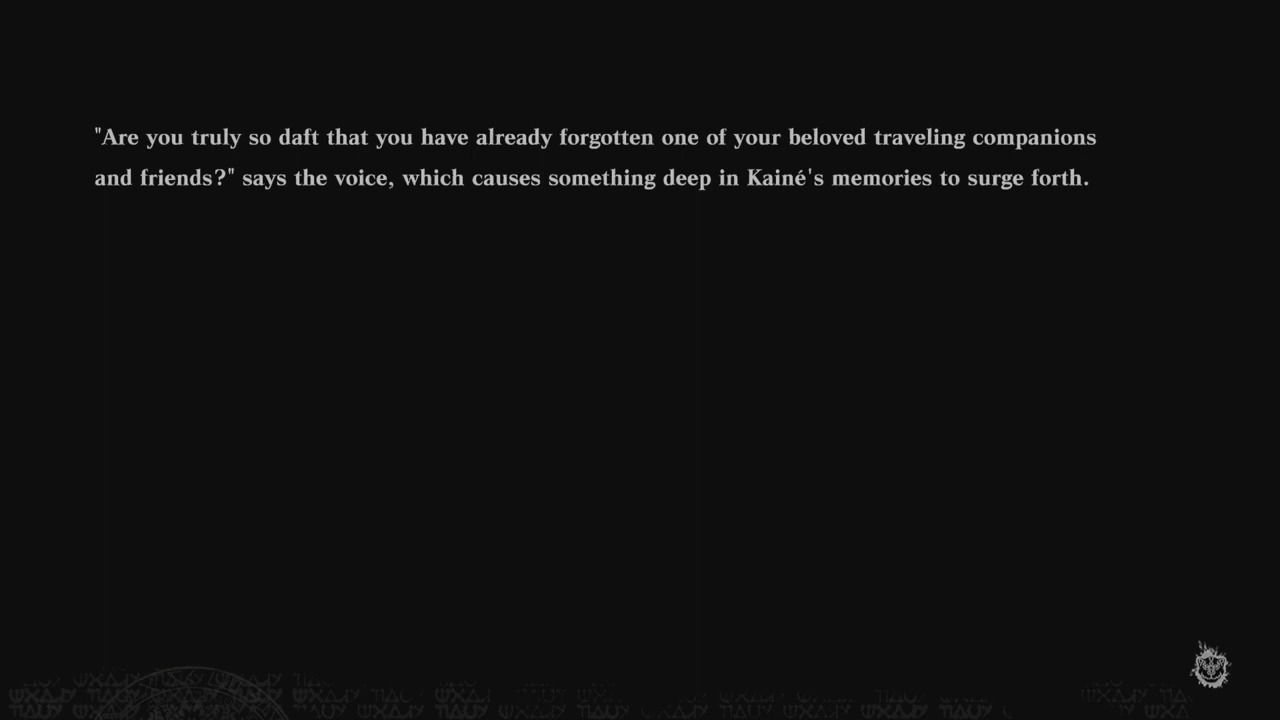 "Are you truly so daft that you have already forgotten one of your beloved traveling companions
and friends?" says the voice, which causes something deep in Kainé's memories to surge forth.